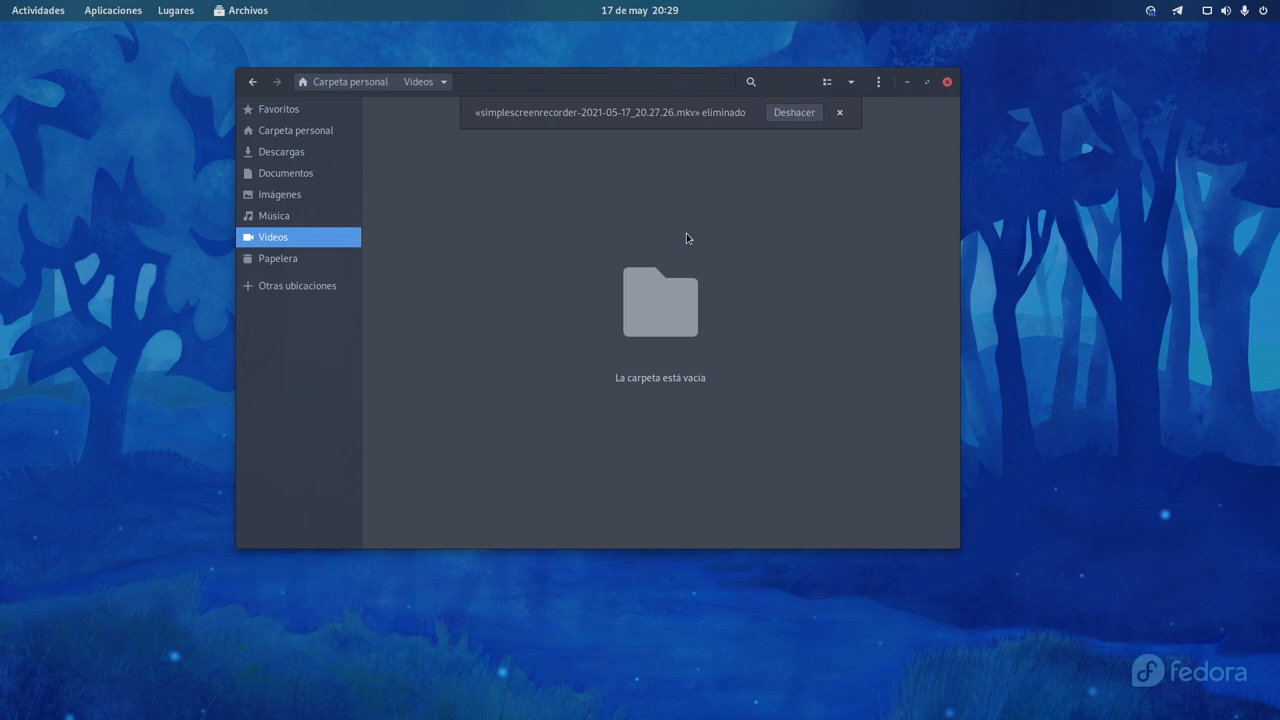 Actividades Aplicaciones Lugares Archivos 17 de may 20:29
Carpeta personal Vídeos
«simplescreenrecorder-2021-05-17_20.27.26.mkv» eliminado Deshacer
Favoritos
Carpeta personal
Descargas
Documentos
Imágenes
Música
Vídeos
Papelera
Otras ubicaciones
La carpeta está vacía
fedora